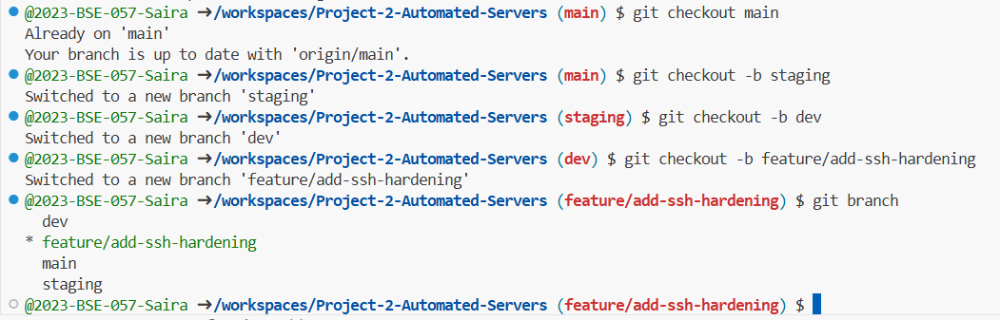 @2023-BSE-057-Saira ➜/workspaces/Project-2-Automated-Servers (main) $ git checkout main
Already on 'main'
Your branch is up to date with 'origin/main'.
@2023-BSE-057-Saira ➜/workspaces/Project-2-Automated-Servers (main) $ git checkout -b staging
Switched to a new branch 'staging'
@2023-BSE-057-Saira ➜/workspaces/Project-2-Automated-Servers (staging) $ git checkout -b dev
Switched to a new branch 'dev'
@2023-BSE-057-Saira ➜/workspaces/Project-2-Automated-Servers (dev) $ git checkout -b feature/add-ssh-hardening
Switched to a new branch 'feature/add-ssh-hardening'
@2023-BSE-057-Saira ➜/workspaces/Project-2-Automated-Servers (feature/add-ssh-hardening) $ git branch
  dev
* feature/add-ssh-hardening
  main
  staging
@2023-BSE-057-Saira ➜/workspaces/Project-2-Automated-Servers (feature/add-ssh-hardening) $